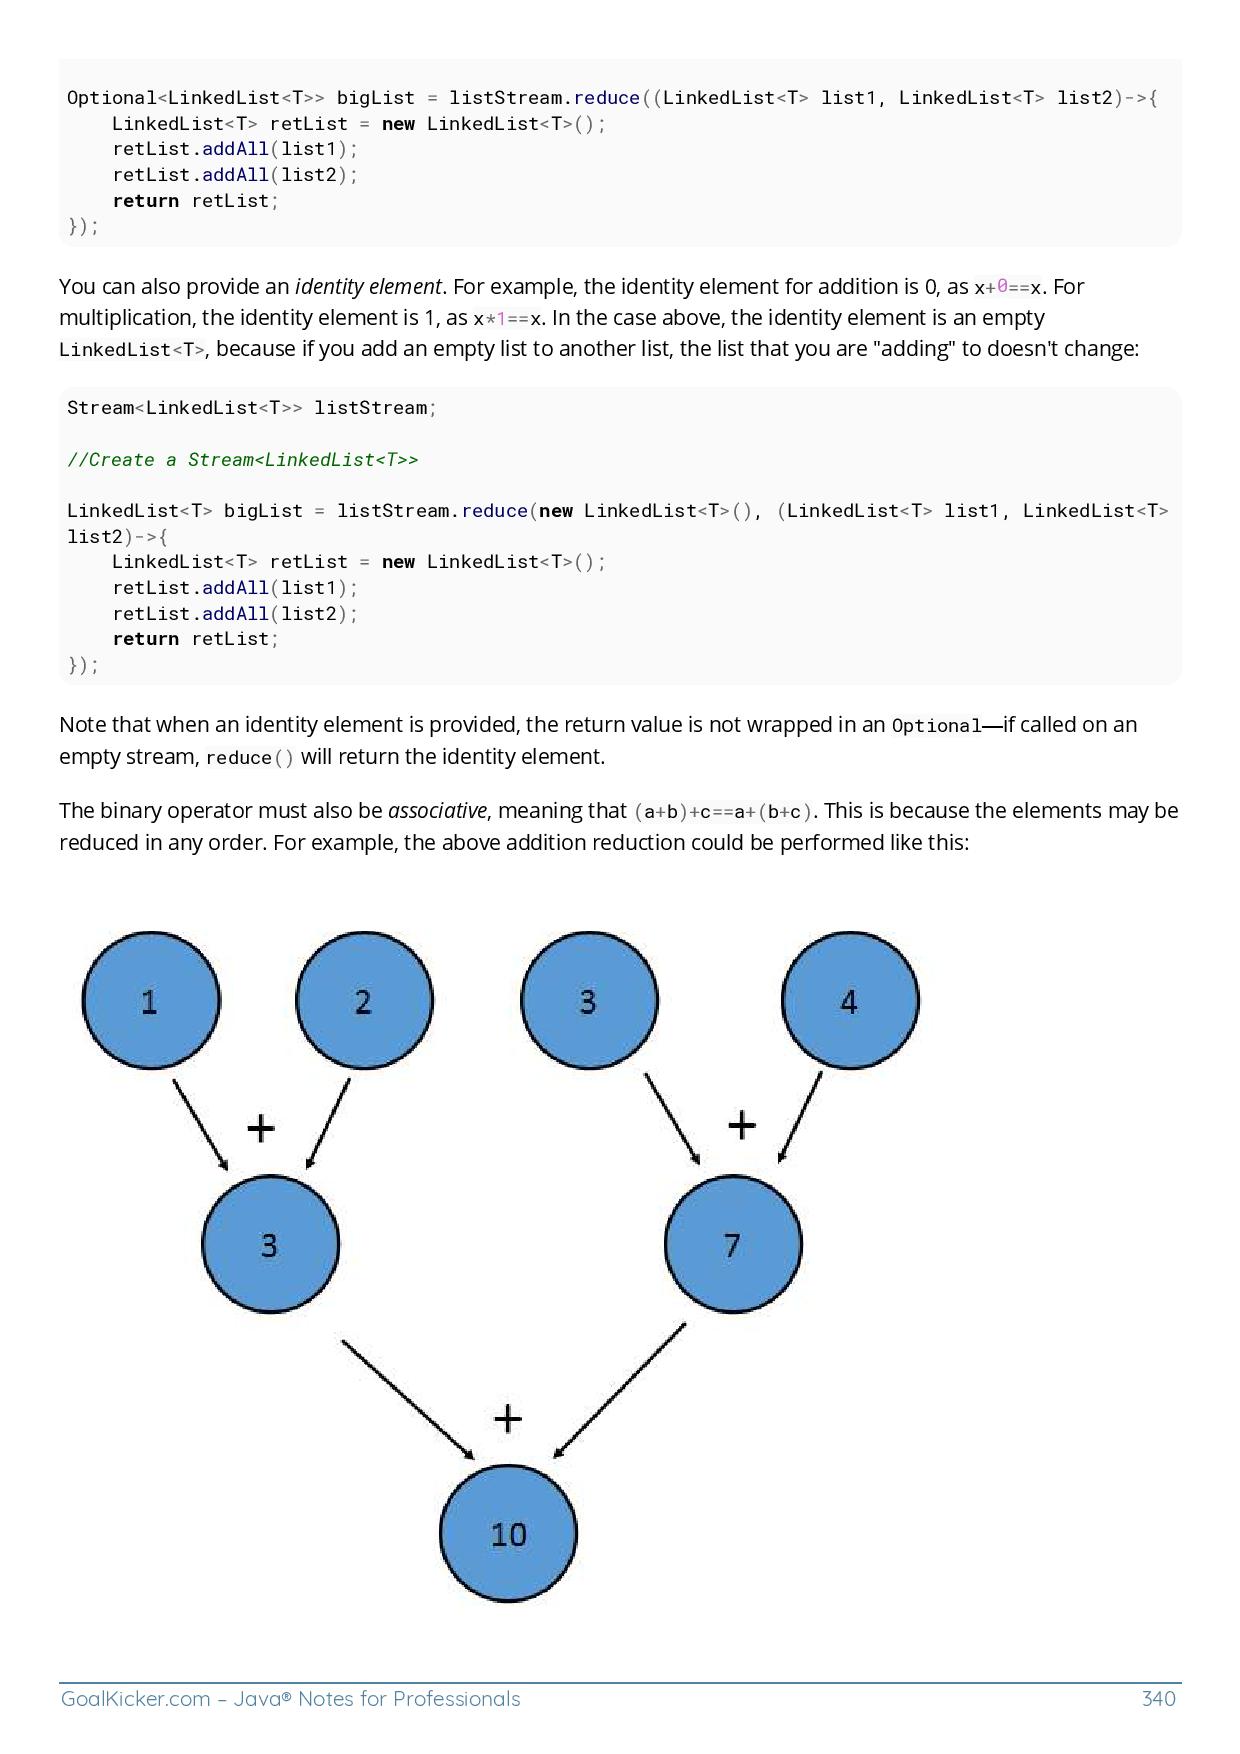 Optional<LinkedList<T>> bigList = listStream.reduce((LinkedList<T> list1, LinkedList<T> list2)->{
    LinkedList<T> retList = new LinkedList<T>();
    retList.addAll(list1);
    retList.addAll(list2);
    return retList;
});
You can also provide an identity element. For example, the identity element for addition is 0, as x+0==x. For
multiplication, the identity element is 1, as x*1==x. In the case above, the identity element is an empty
LinkedList<T>, because if you add an empty list to another list, the list that you are "adding" to doesn't change:
Stream<LinkedList<T>> listStream;
//Create a Stream<LinkedList<T>>
LinkedList<T> bigList = listStream.reduce(new LinkedList<T>(), (LinkedList<T> list1, LinkedList<T>
list2)->{
    LinkedList<T> retList = new LinkedList<T>();
    retList.addAll(list1);
    retList.addAll(list2);
    return retList;
});
Note that when an identity element is provided, the return value is not wrapped in an Optional—if called on an
empty stream, reduce() will return the identity element.
The binary operator must also be associative, meaning that (a+b)+c==a+(b+c). This is because the elements may be
reduced in any order. For example, the above addition reduction could be performed like this:
1 2 3 4
+ +
3 7
+
10
GoalKicker.com – Java® Notes for Professionals 340